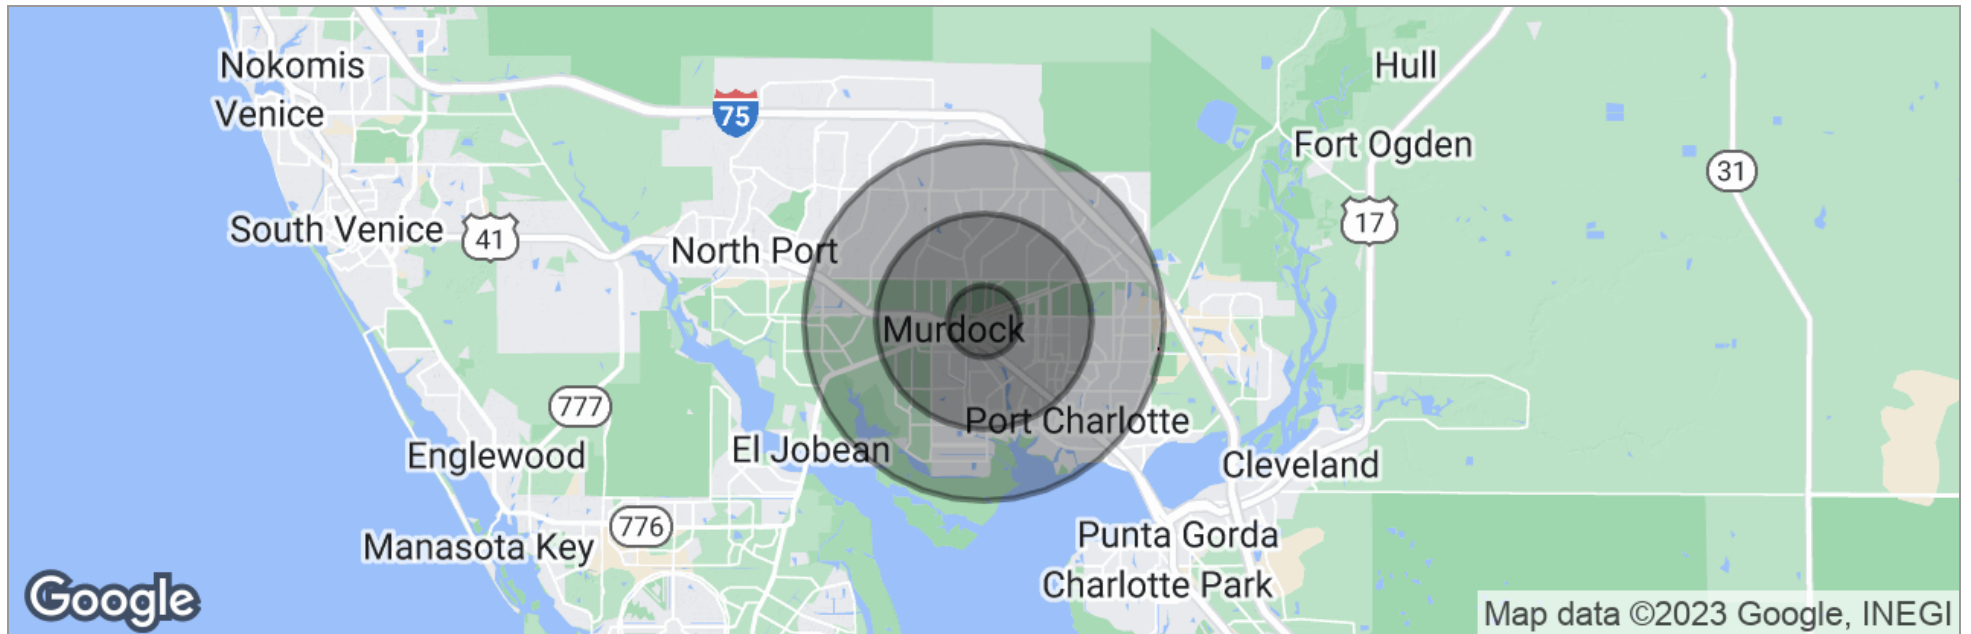 Nokomis
Hull
Venice
75
Fort Ogden
31
South Venice
41
17
North Port
Murdock
777
Port Charlotte
El Jobean
Englewood
Cleveland
776
Manasota Key
Punta Gorda
Charlotte Park
Google
Map data ©2023 Google, INEGI